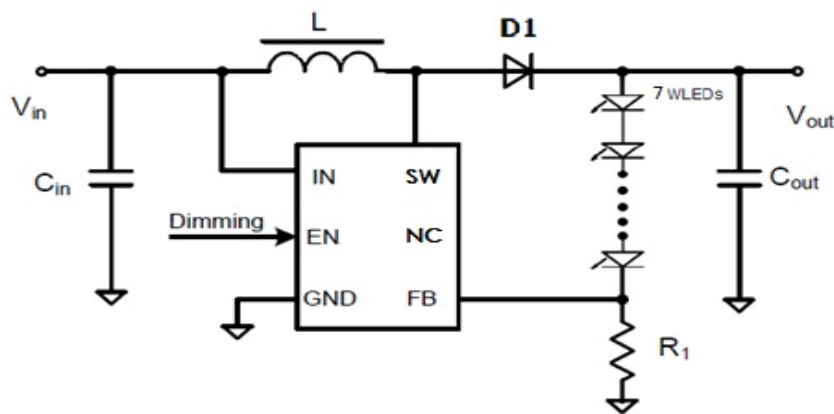 L
D1
Vin
7 WLEDs
Vout
Cin
IN
SW
Cout
Dimming
EN
NC
GND
FB
R1